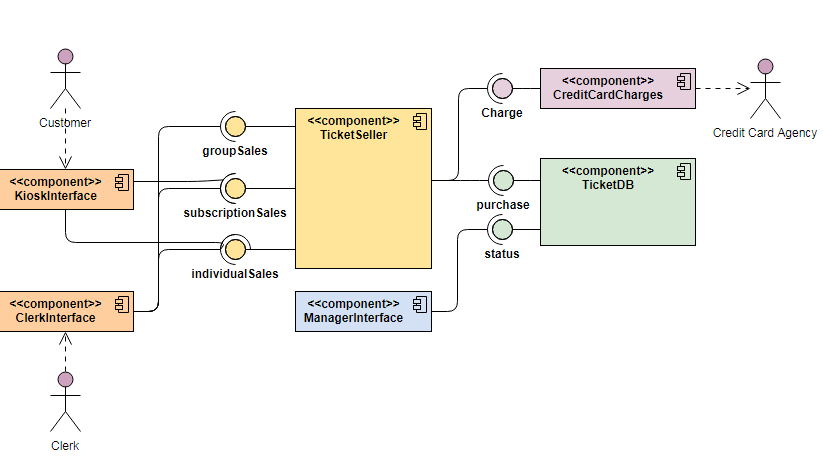 <<component>>
CreditCardCharges
Charge
Customer
Credit Card Agency
<<component>>
TicketSeller
groupSales
<<component>>
KioskInterface
<<component>>
TicketDB
purchase
subscriptionSales
status
individualSales
<<component>>
ClerkInterface
<<component>>
ManagerInterface
Clerk